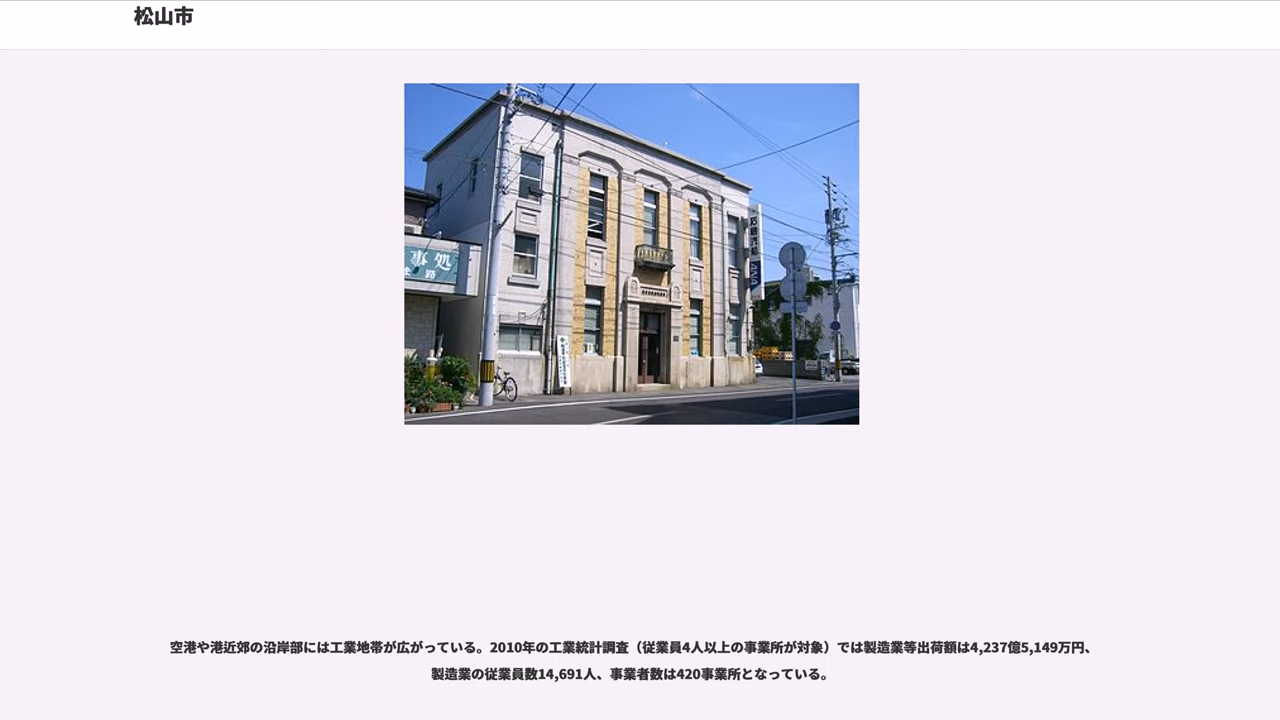 松山市
事処
路
空港や港近郊の沿岸部には工業地帯が広がっている。2010年の工業統計調査（従業員4人以上の事業所が対象）では製造業等出荷額は4,237億5,149万円、
製造業の従業員数14,691人、事業者数は420事業所となっている。